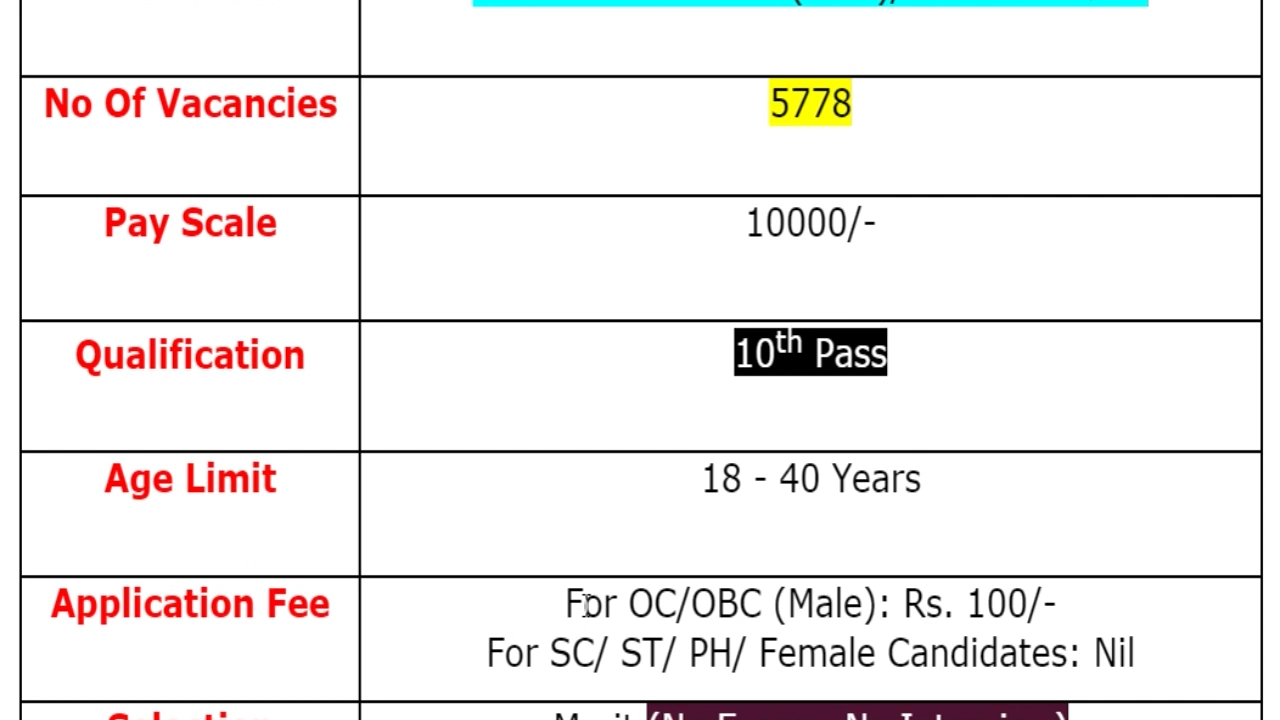 No Of Vacancies 5778
Pay Scale 10000/-
Qualification 10th Pass
Age Limit 18 - 40 Years
Application Fee For OC/OBC (Male): Rs. 100/-
For SC/ ST/ PH/ Female Candidates: Nil